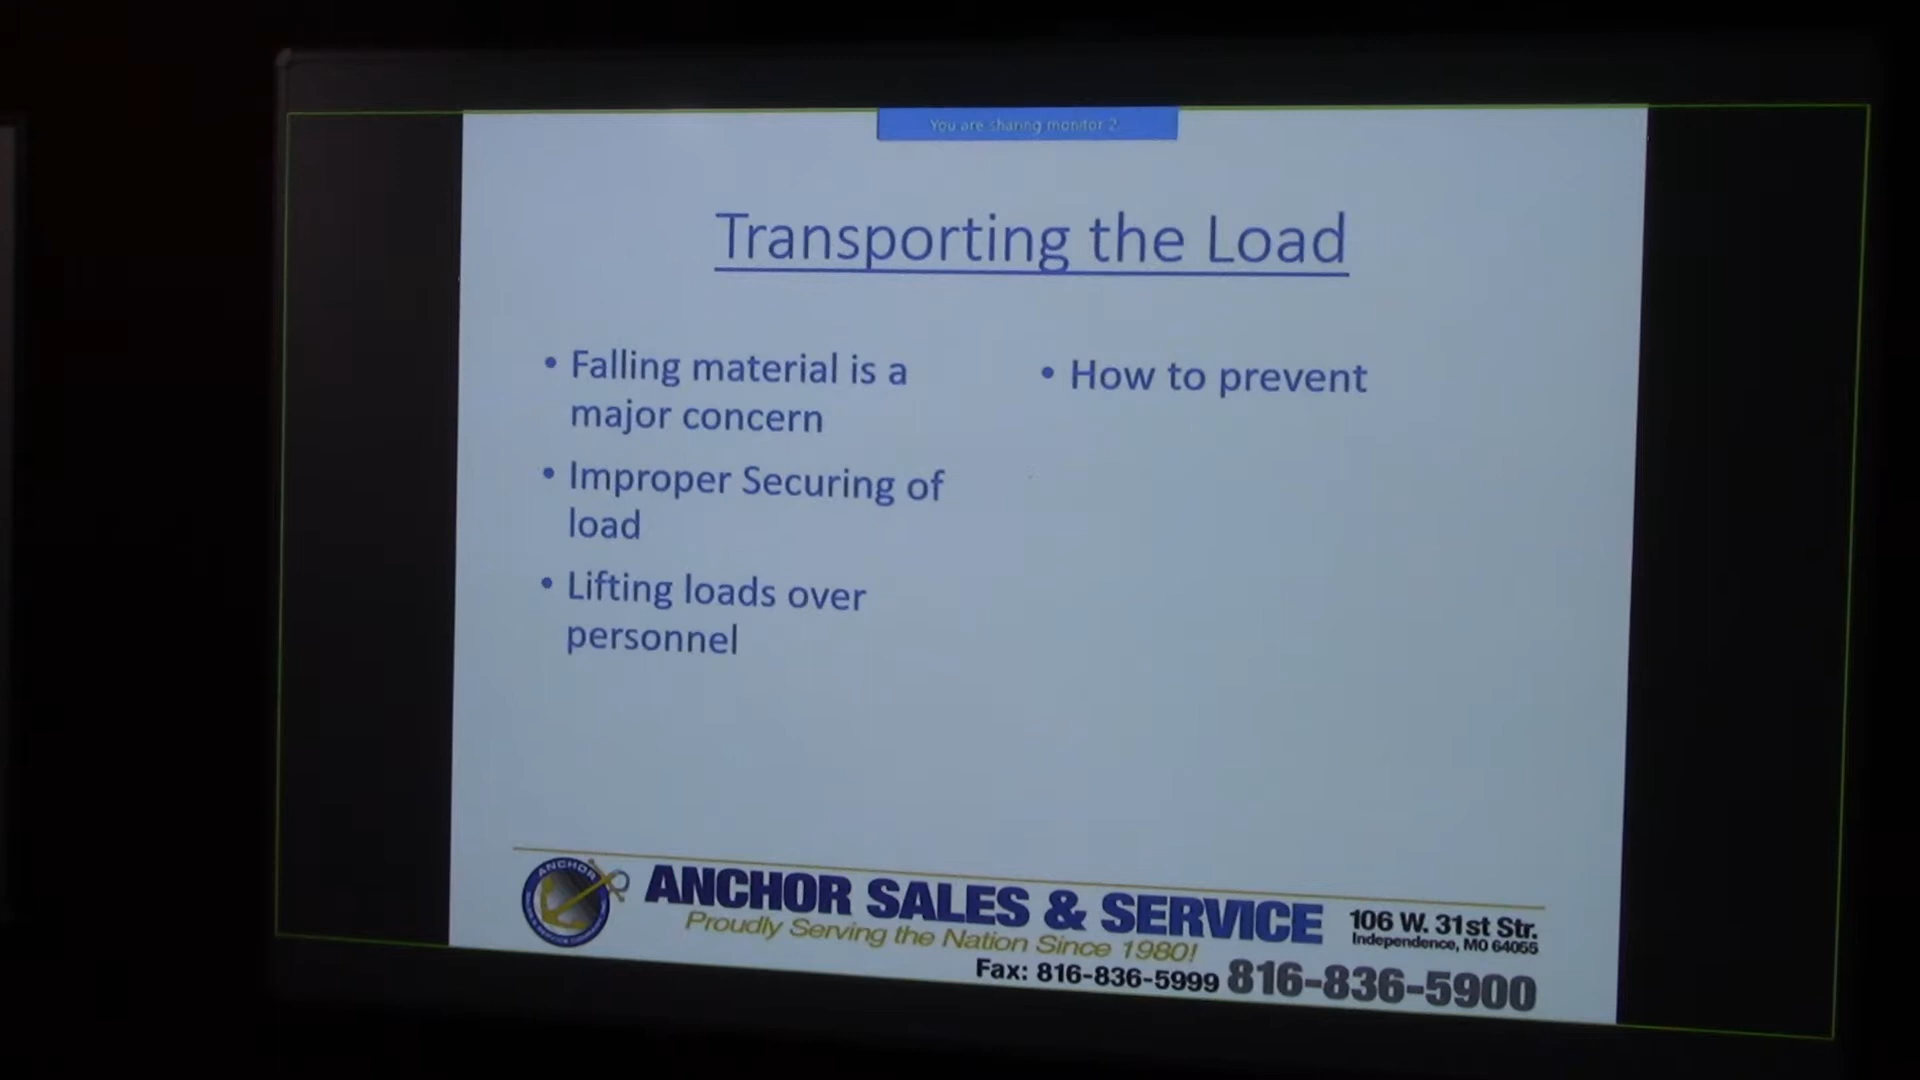 You are sharing monitor 2
Transporting the Load
• Falling material is a
major concern
• Improper Securing of
load
• Lifting loads over
personnel
• How to prevent
ANCHOR
ANCHOR SALES & SERVICE
Proudly Serving the Nation Since 1980!
106 W. 31st Str.
Independence, MO 64055
Fax: 816-836-5999 816-836-5900